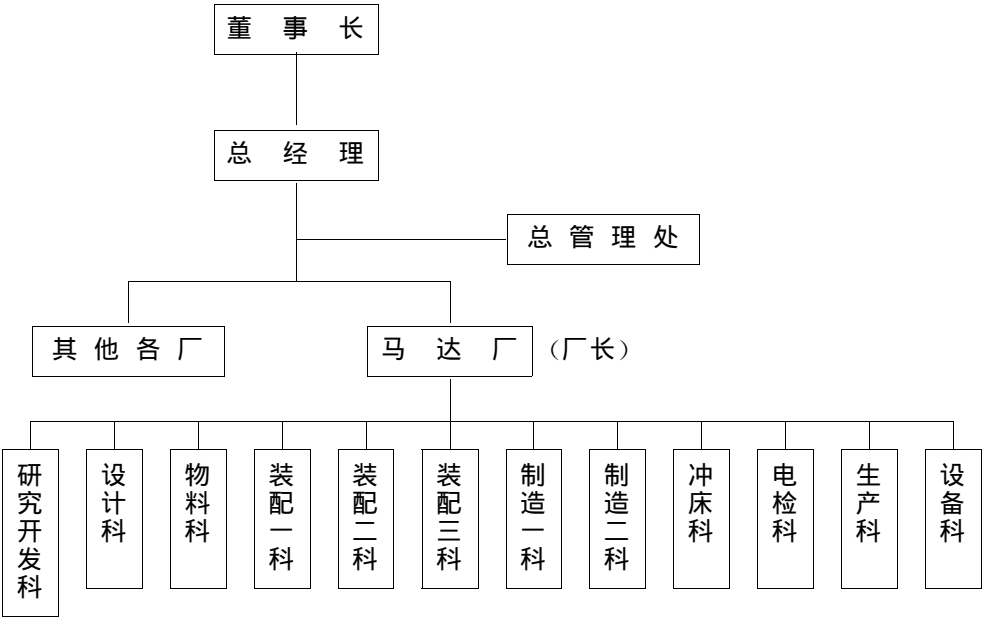 董事长
总经理
总管理处
其他各厂
马达厂（厂长）
研究开发科
设计科
物料科
装配一科
装配二科
装配三科
制造一科
制造二科
冲床科
电检科
生产科
设备科